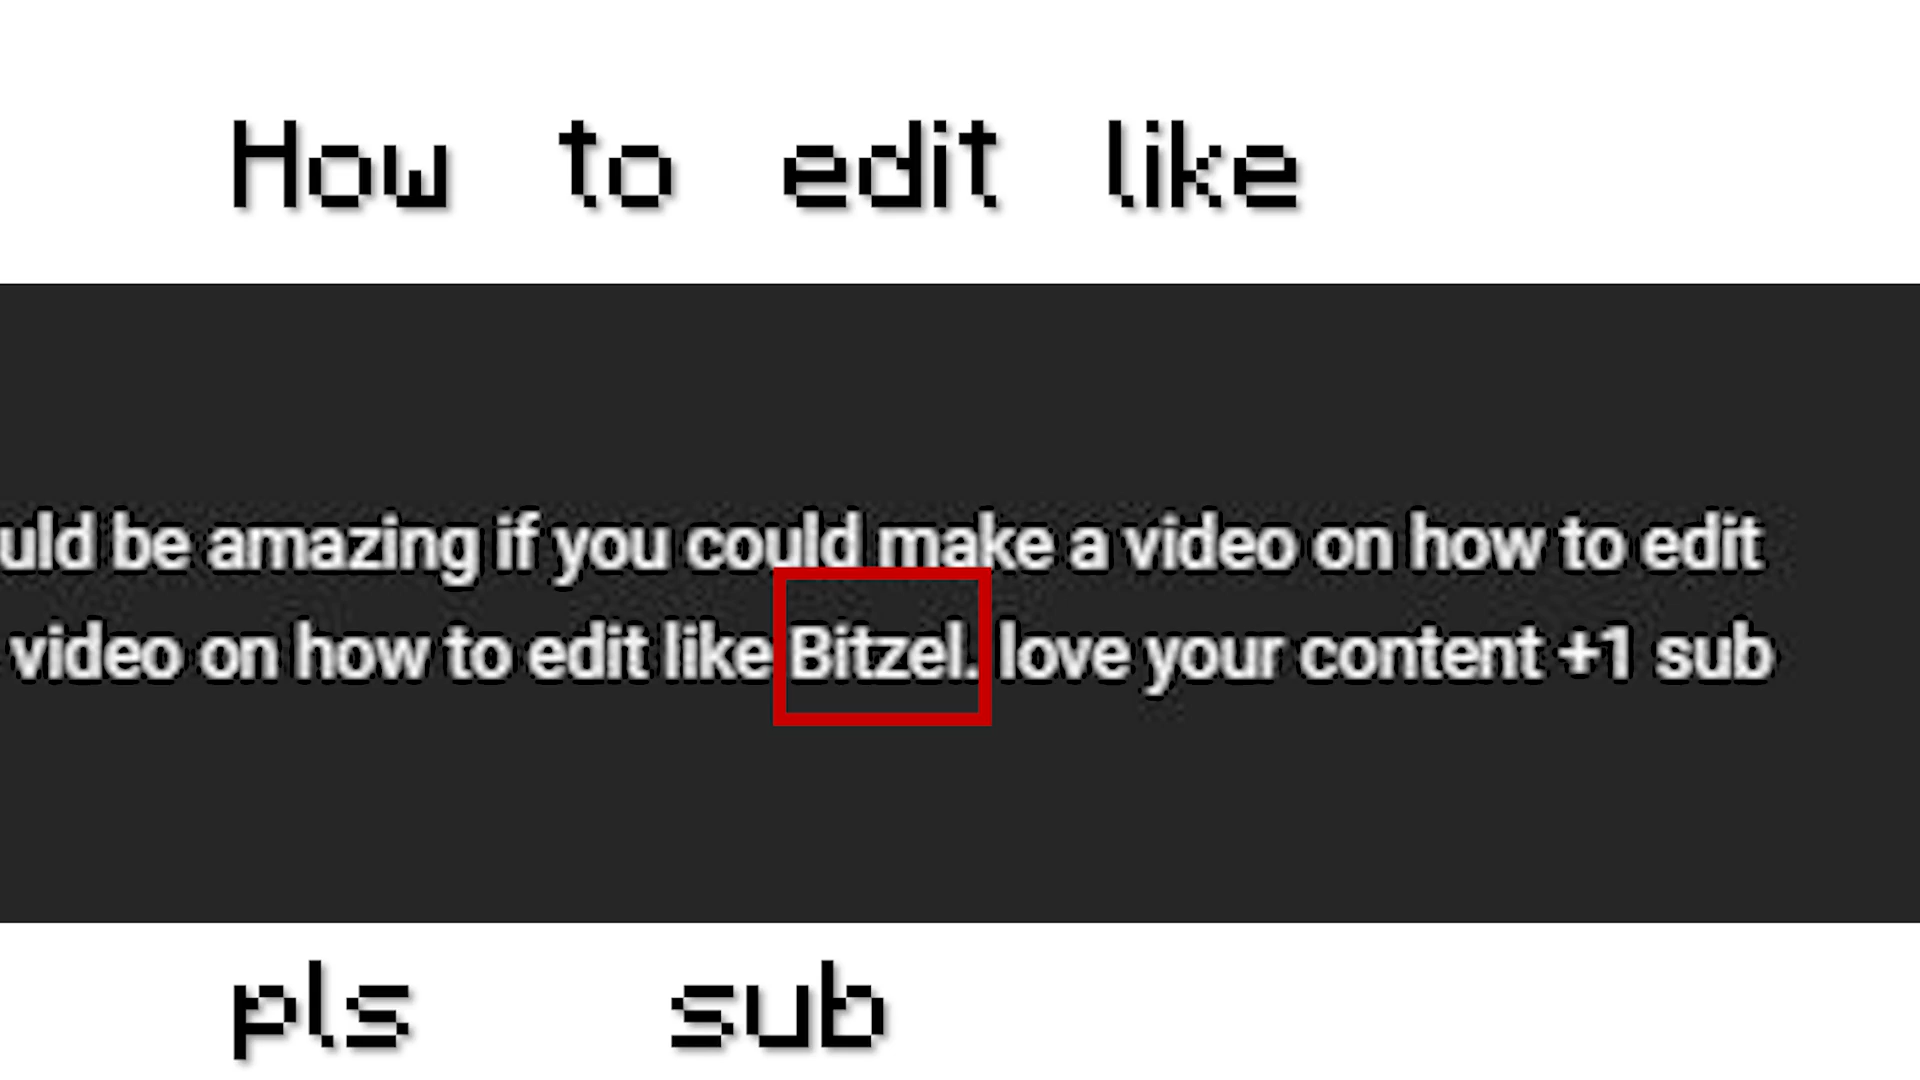 How to edit like
uld be amazing if you could make a video on how to edit
video on how to edit like Bitzel. love your content +1 sub
pls sub